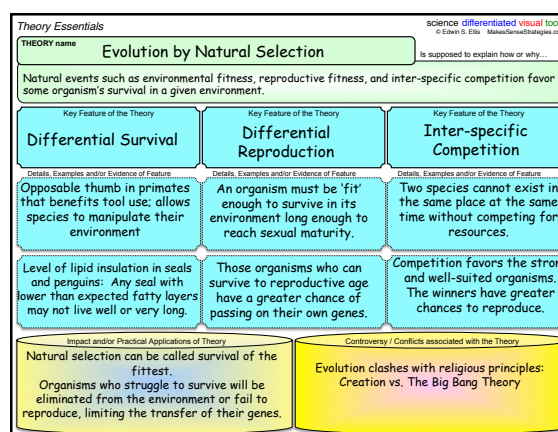 Theory Essentials
science differentiated visual too
© Edwin S. Ellis MakesSenseStrategies.co
THEORY name
Evolution by Natural Selection
Is supposed to explain how or why…
Natural events such as environmental fitness, reproductive fitness, and inter-specific competition favor
some organism's survival in a given environment.
Key Feature of the Theory
Differential Survival
Key Feature of the Theory
Differential
Reproduction
Key Feature of the Theory
Inter-specific
Competition
Details, Examples and/or Evidence of Feature
Opposable thumb in primates
that benefits tool use; allows
species to manipulate their
environment
Details, Examples and/or Evidence of Feature
An organism must be 'fit'
enough to survive in its
environment long enough to
reach sexual maturity.
Details, Examples and/or Evidence of Feature
Two species cannot exist in
the same place at the same
time without competing for
resources.
Level of lipid insulation in seals
and penguins: Any seal with
lower than expected fatty layers
may not live well or very long.
Those organisms who can
survive to reproductive age
have a greater chance of
passing on their own genes.
Competition favors the stron
and well-suited organisms.
The winners have greater
chances to reproduce.
Impact and/or Practical Applications of Theory
Natural selection can be called survival of the
fittest.
Organisms who struggle to survive will be
eliminated from the environment or fail to
reproduce, limiting the transfer of their genes.
Controversy / Conflicts associated with the Theory
Evolution clashes with religious principles:
Creation vs. The Big Bang Theory